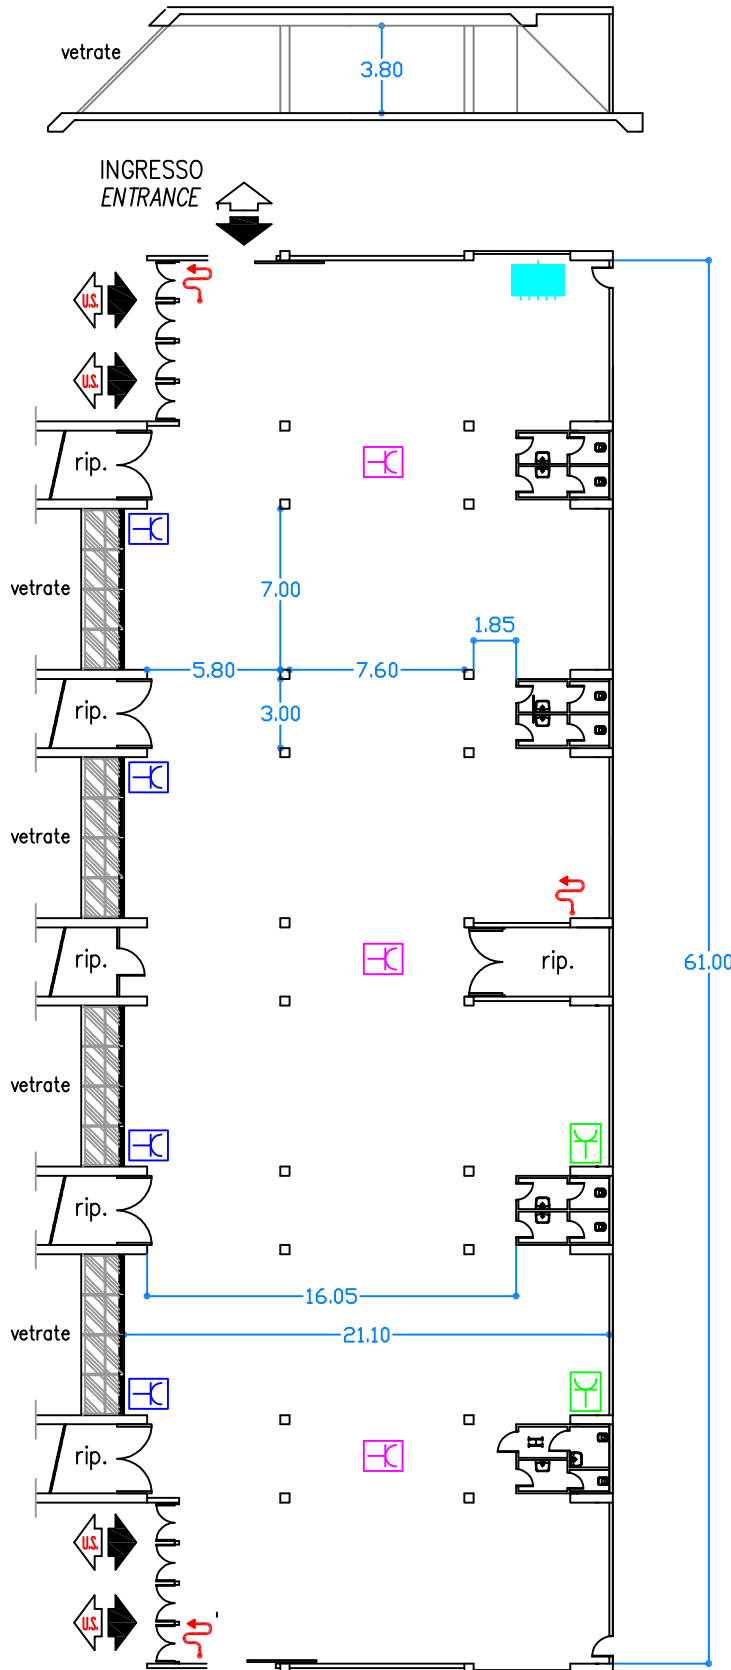 vetrate
3.80
INGRESSO
ENTRANCE
U.S.
U.S.
rip.
vetrate
7.00
1.85
5.80
7.60
rip.
3.00
vetrate
rip.
rip.
61.00
vetrate
rip.
16.05
vetrate
21.10
rip.
H
U.S.
U.S.